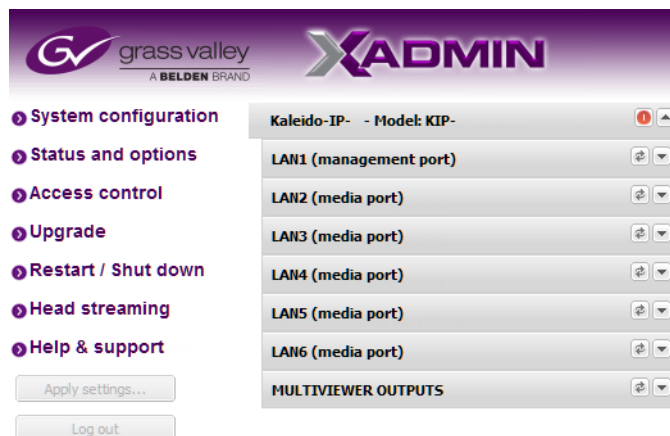 GV grass valley
A BELDEN BRAND
XADMIN
System configuration
Status and options
Access control
Upgrade
Restart / Shut down
Head streaming
Help & support
Apply settings...
Log out
Kaleido-IP- - Model: KIP-
LAN1 (management port)
LAN2 (media port)
LAN3 (media port)
LAN4 (media port)
LAN5 (media port)
LAN6 (media port)
MULTIVIEWER OUTPUTS